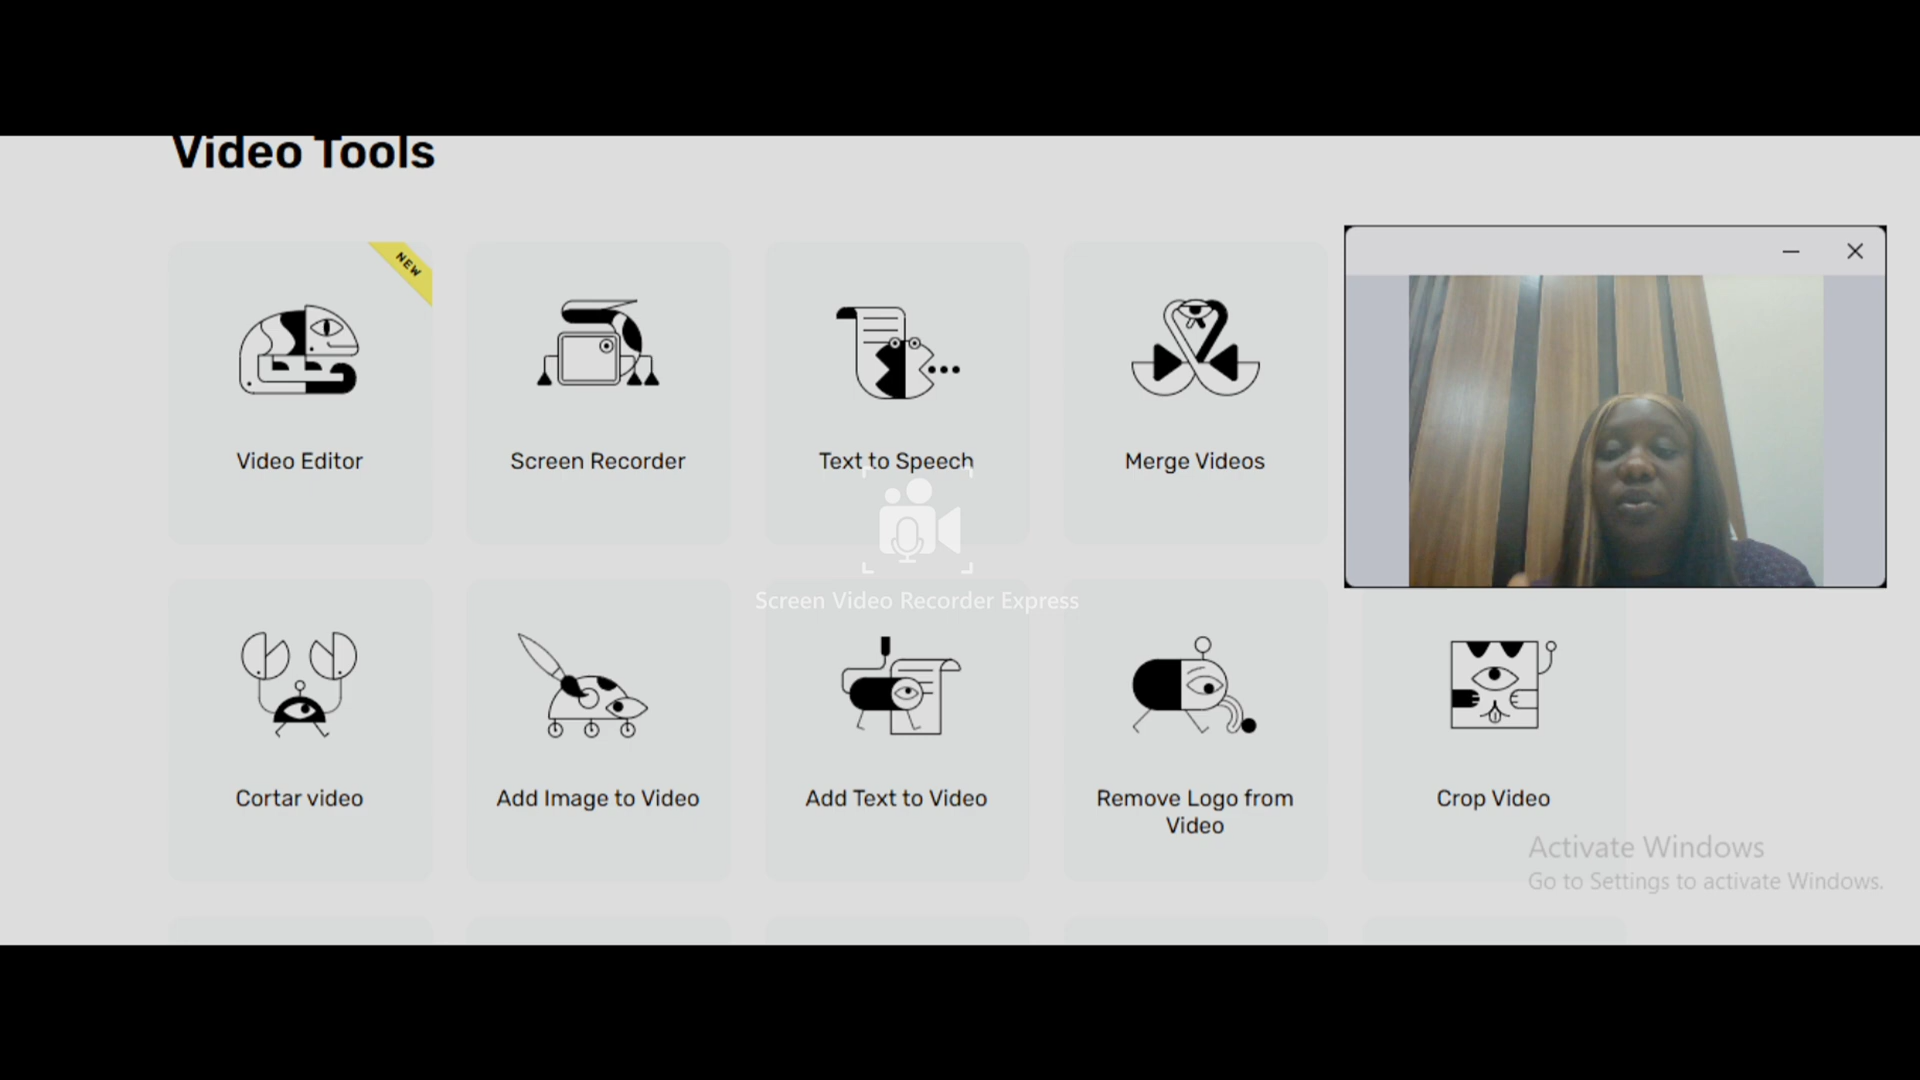 Video Tools
NEW
Video Editor
Screen Recorder
Text to Speech
Merge Videos
Screen Video Recorder Express
Cortar video
Add Image to Video
Add Text to Video
Remove Logo from
Video
Crop Video
Activate Windows
Go to Settings to activate Windows.